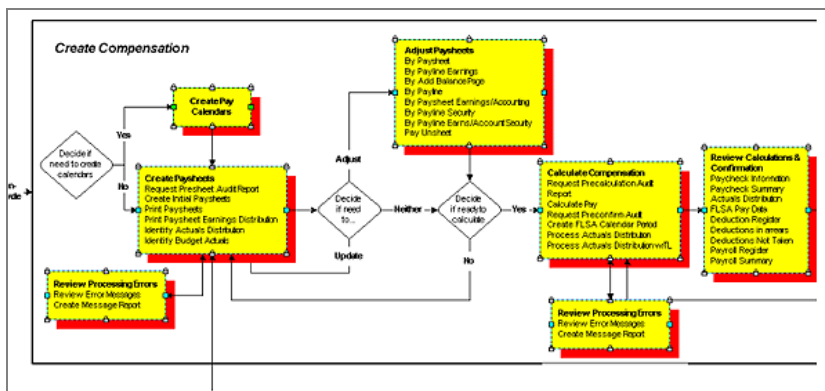 Create Compensation
Create Pay
Calendars
Yes
Decide if
need to create
calendars
No
Create Paysheets
Request Presheet Audit Report
Create Initial Paysheets
Print Paysheets
Print Paysheet Earnings Distribution
Identify Actuals Distribution
Identify Budget Actuals
Review Processing Errors
Review Error Messages
Create Message Report
Adjust
Decide
if need
to...
Update
Neither
Adjust Paysheets
By Paysheet
By Payline Earnings
By Add Balance Page
By Payline
By Paysheet Earnings/Accounting
By Payline Security
By Payline Earns/Account Security
Pay Unsheet
Decide
if ready to
calculate
Yes
No
Calculate Compensation
Request Precalculation Audit
Report
Calculate Pay
Request Preconfirm Audit
Create FLSA Calendar Period
Process Actuals Distribution
Process Actuals Distribution w/TL
Review Processing Errors
Review Error Messages
Create Message Report
Review Calculations &
Confirmation
Paycheck Information
Paycheck Summary
Actuals Distribution
FLSA Pay Data
Deduction Register
Deductions in arrears
Deductions Not Taken
Payroll Register
Payroll Summary